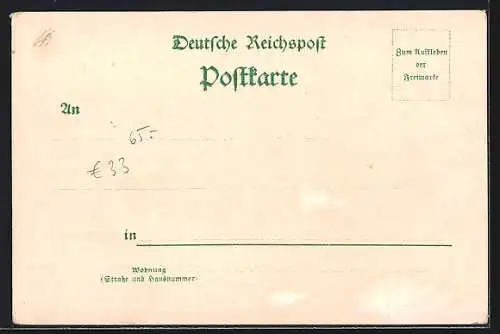 Deutsche Reichspost
Postkarte
Zum Aufkleben
der
Freimarke
An
65.-
€33
in
Wohnung
(Straße und Hausnummer)